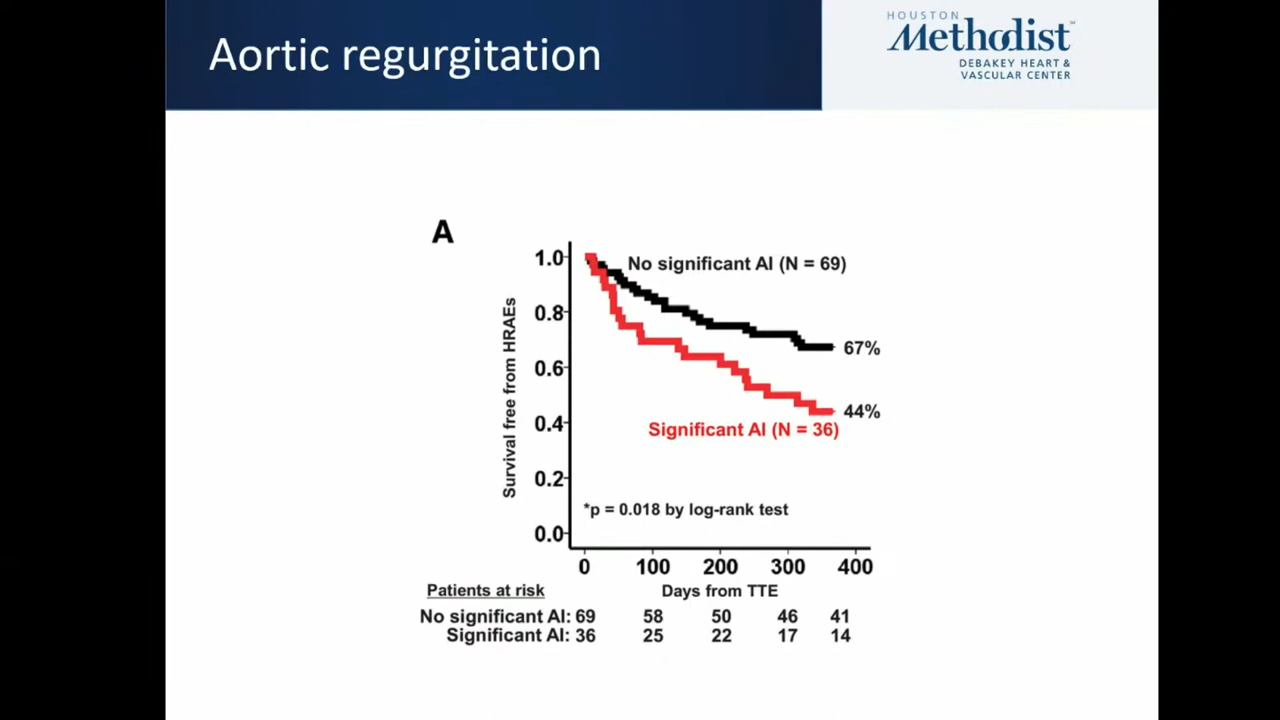 Aortic regurgitation
HOUSTON
Methodist
DEBAKEY HEART &
VASCULAR CENTER
A
No significant AI (N = 69)
67%
44%
Significant AI (N = 36)
*p = 0.018 by log-rank test
Survival free from HRAEs
1.0
0.8
0.6
0.4
0.2
0.0
0 100 200 300 400
Patients at risk Days from TTE
No significant AI: 69 58 50 46 41
Significant AI: 36 25 22 17 14